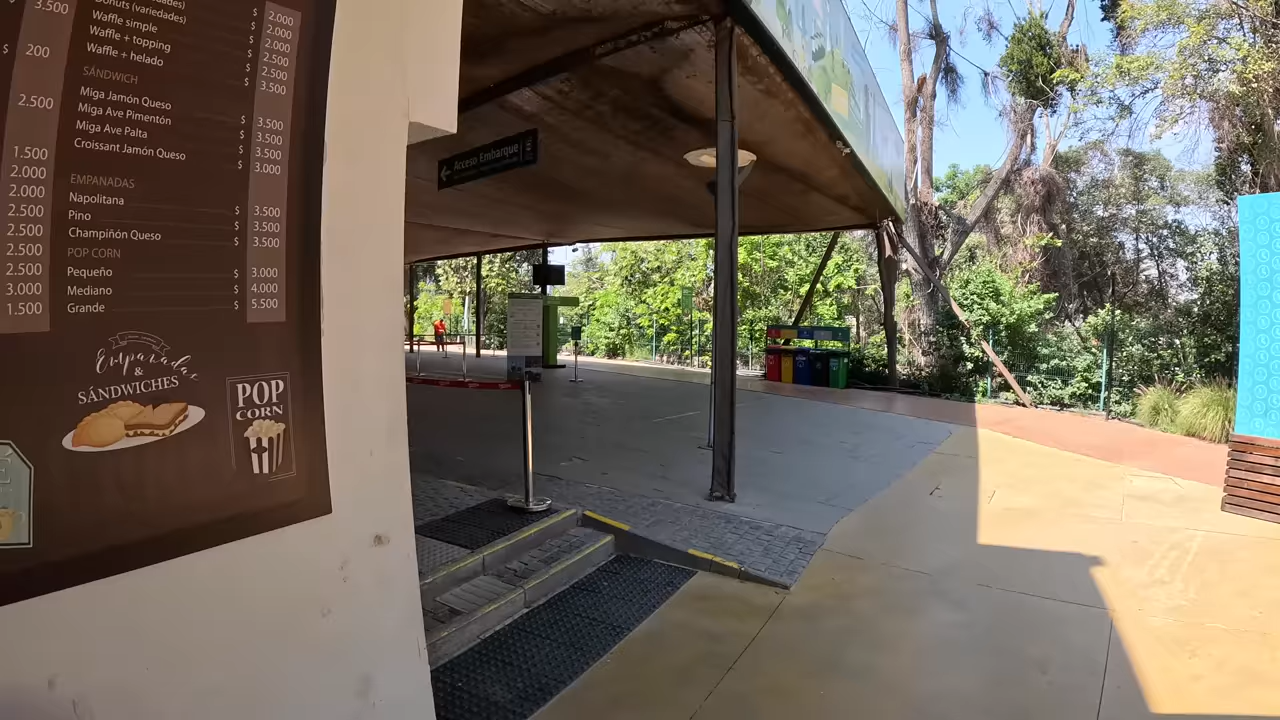 3.500
$ 200
2.500
1.500
2.000
2.000
2.500
2.500
2.500
2.500
3.000
1.500
Donuts (variedades) $ 2.000
Waffle simple $ 2.000
Waffle + topping $ 2.500
Waffle + helado $ 3.500
SÁNDWICH
Miga Jamón Queso $ 3.500
Miga Ave Pimentón $ 3.500
Miga Ave Palta $ 3.500
Croissant Jamón Queso $ 3.000
EMPANADAS
Napolitana $ 3.500
Pino $ 3.500
Champiñón Queso $ 3.500
POP CORN
Pequeño $ 3.000
Mediano $ 4.000
Grande $ 5.500
Empanadas
&
SÁNDWICHES
POP
CORN
Acceso Embarque